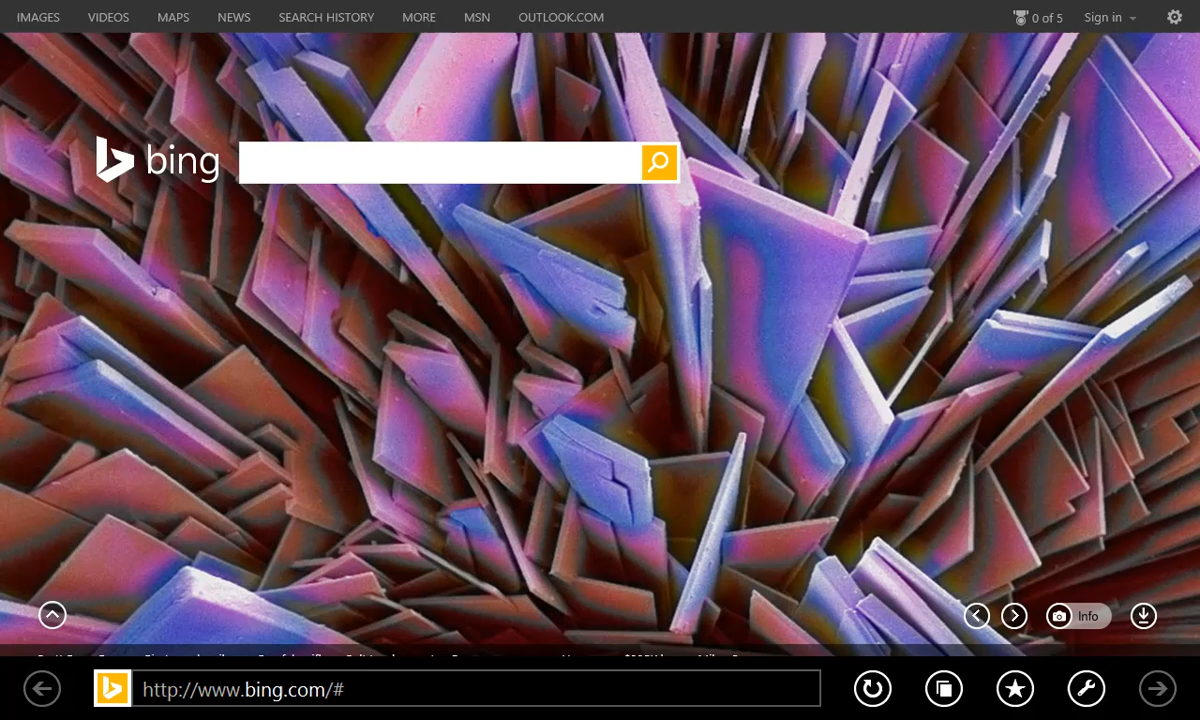 IMAGES VIDEOS MAPS NEWS SEARCH HISTORY MORE MSN OUTLOOK.COM 0 of 5 Sign in
bing
Info
http://www.bing.com/#